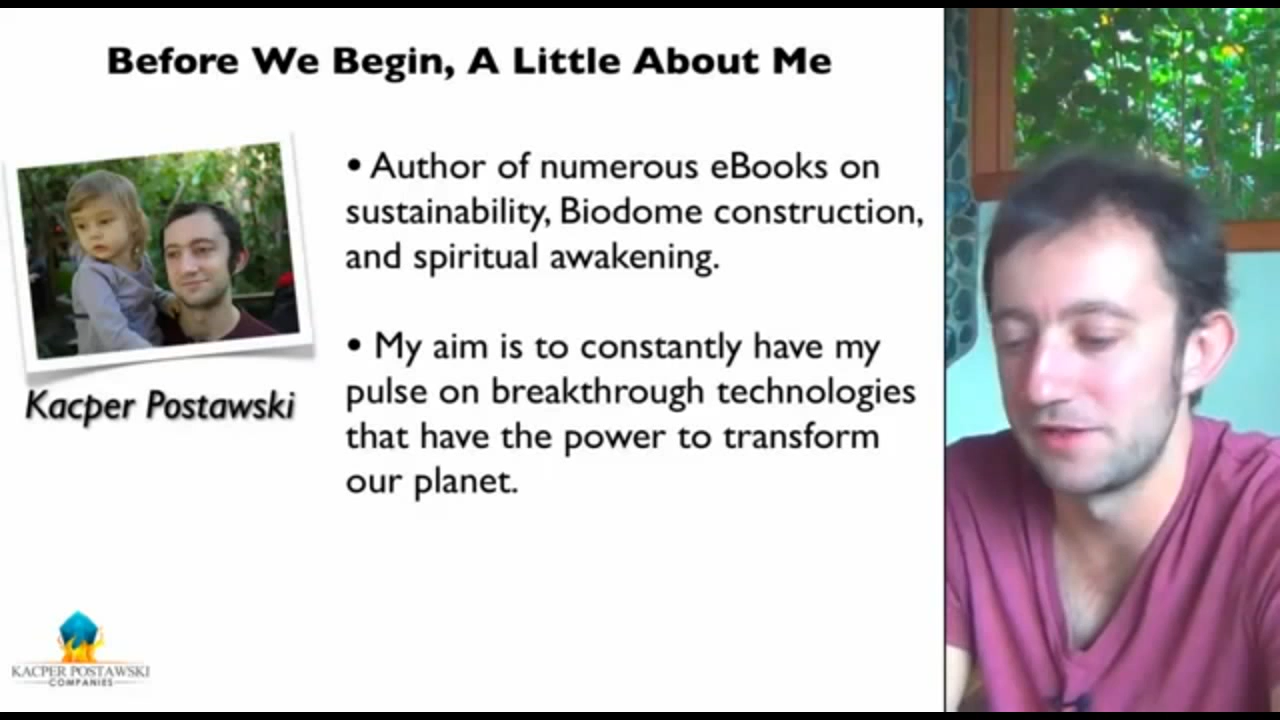 Before We Begin, A Little About Me
• Author of numerous eBooks on
sustainability, Biodome construction,
and spiritual awakening.
• My aim is to constantly have my
pulse on breakthrough technologies
that have the power to transform
our planet.
Kacper Postawski
KACPER POSTAWSKI
COMPANIES